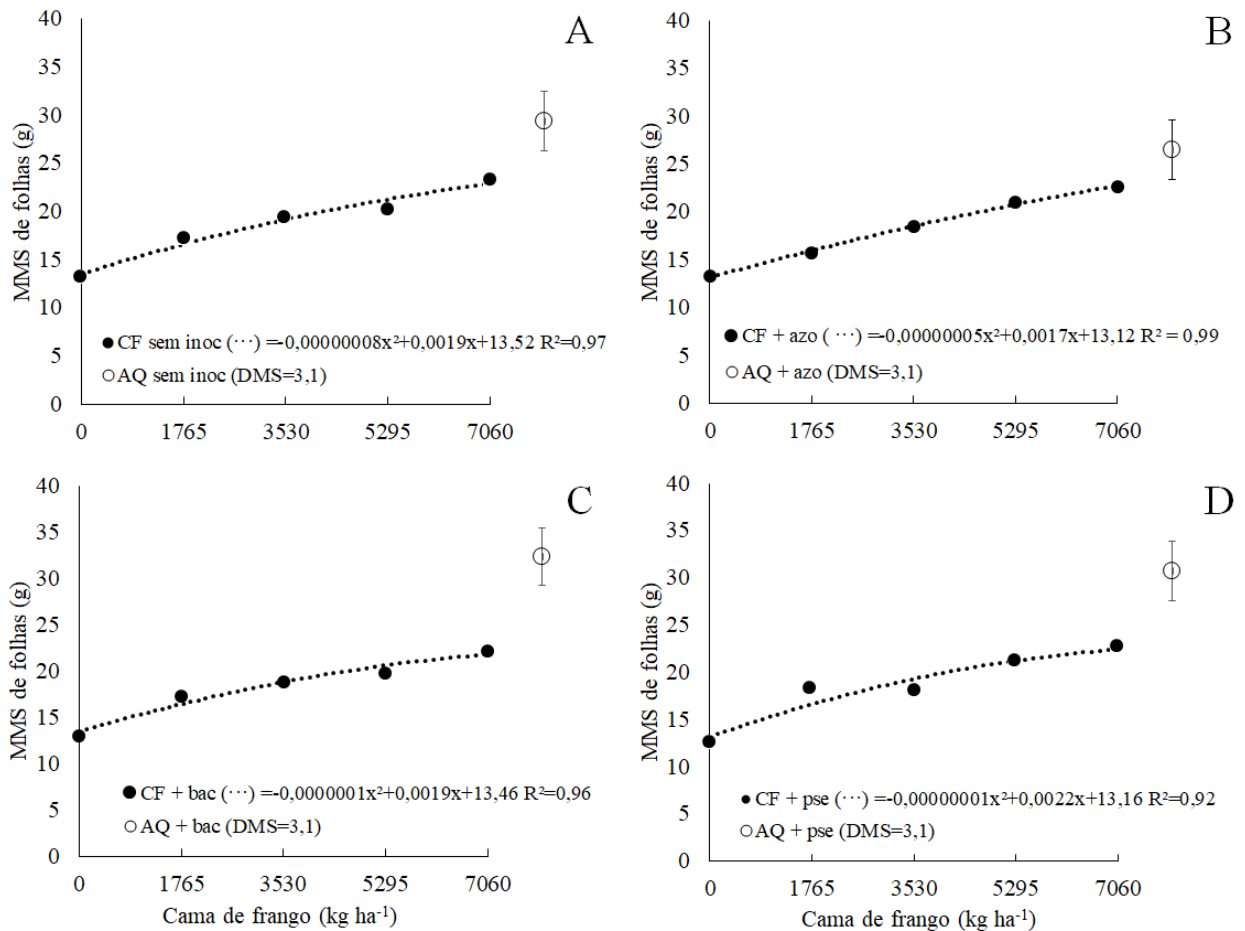 A
MMS de folhas (g)
40
35
30
25
20
15
10
5
0
● CF sem inoc (···) =-0,00000008x²+0,0019x+13,52 R²=0,97
○ AQ sem inoc (DMS=3,1)
0 1765 3530 5295 7060
B
MMS de folhas (g)
40
35
30
25
20
15
10
5
0
● CF + azo ( ···) =-0,00000005x²+0,0017x+13,12 R² = 0,99
○ AQ + azo (DMS=3,1)
0 1765 3530 5295 7060
C
MMS de folhas (g)
40
35
30
25
20
15
10
5
0
● CF + bac (···) =-0,0000001x²+0,0019x+13,46 R²=0,96
○ AQ + bac (DMS=3,1)
0 1765 3530 5295 7060
Cama de frango (kg ha⁻¹)
D
MMS de folhas (g)
40
35
30
25
20
15
10
5
0
● CF + pse (···) =-0,00000001x²+0,0022x+13,16 R²=0,92
○ AQ + pse (DMS=3,1)
0 1765 3530 5295 7060
Cama de frango (kg ha⁻¹)